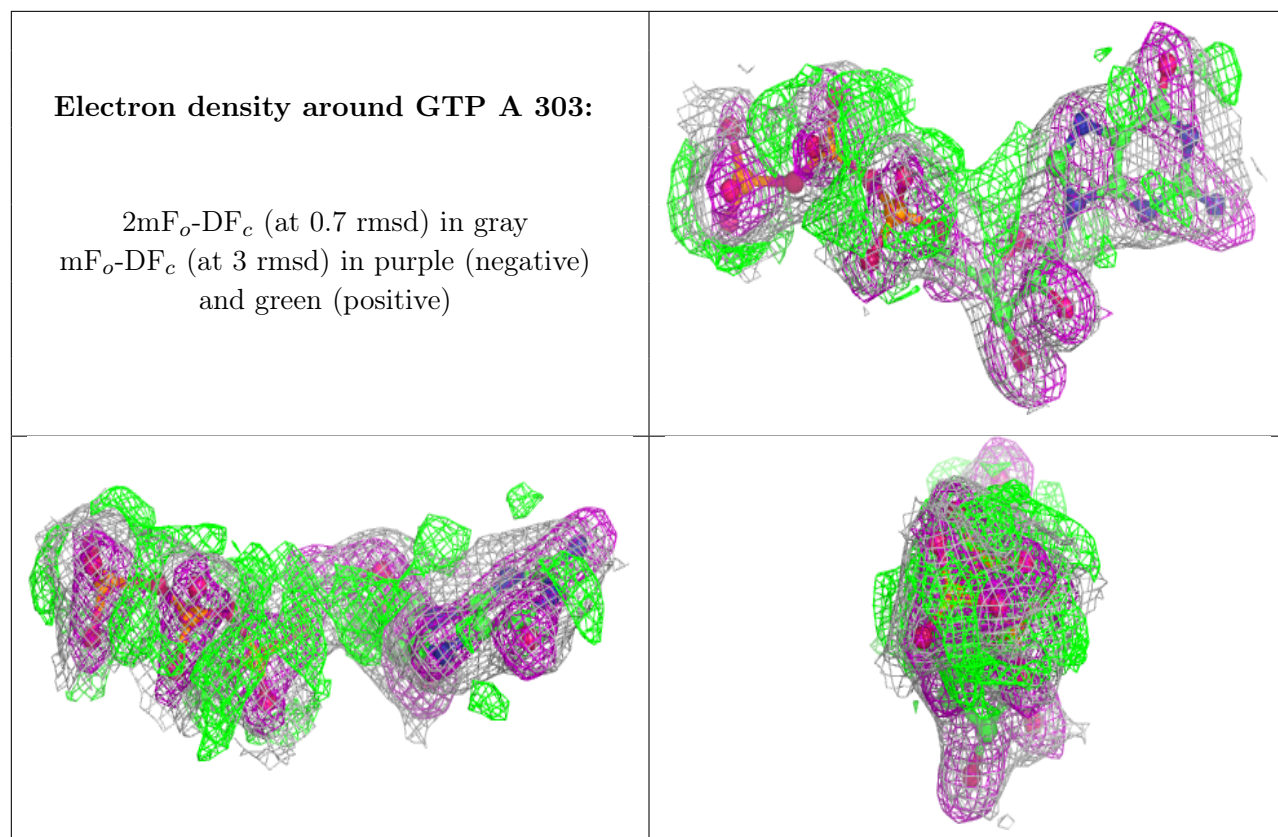 Electron density around GTP A 303:
2mFo-DFc (at 0.7 rmsd) in gray
mFo-DFc (at 3 rmsd) in purple (negative)
and green (positive)